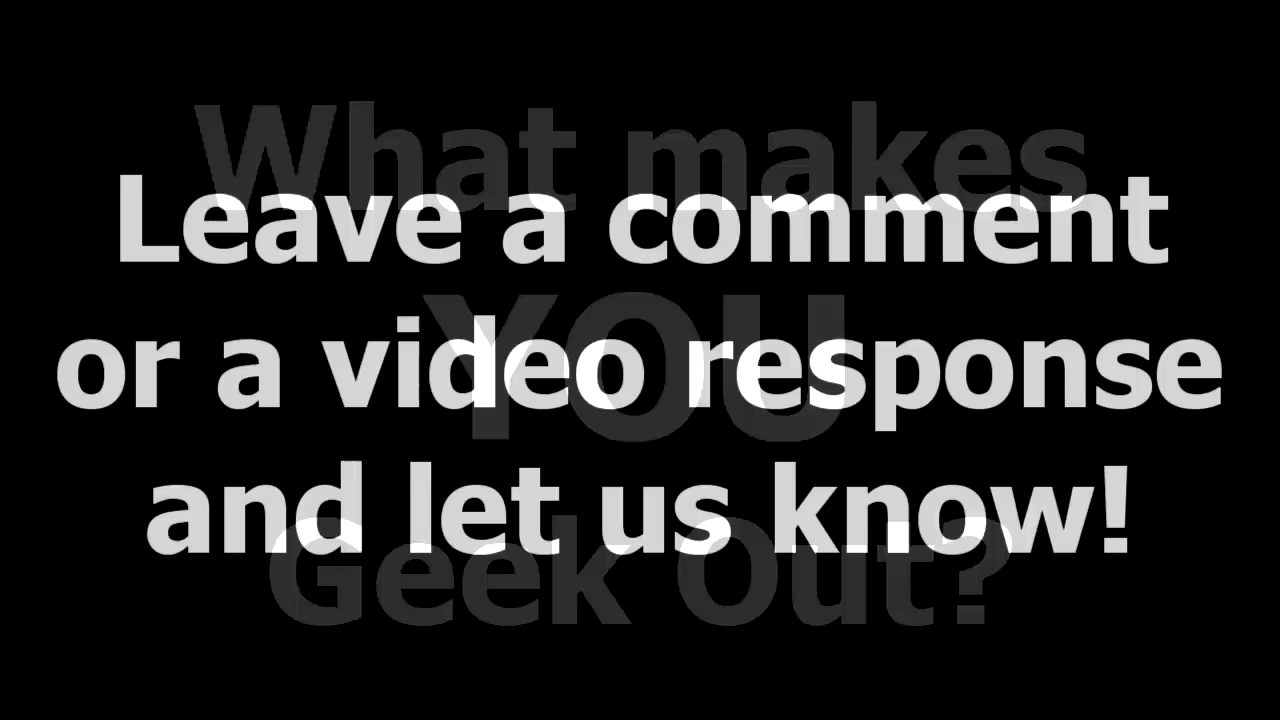 What makes
Leave a comment
YOU
or a video response
and let us know!
Geek Out?